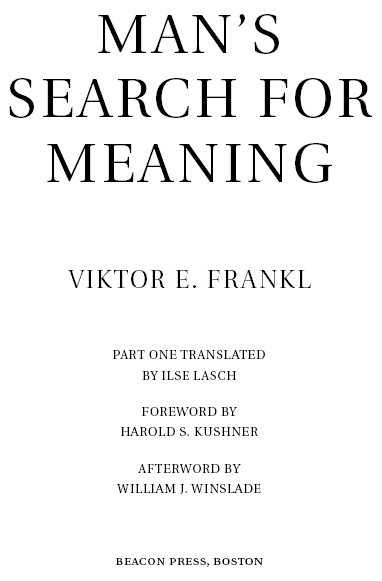 MAN’S
SEARCH FOR
MEANING
VIKTOR E. FRANKL
PART ONE TRANSLATED
BY ILSE LASCH
FOREWORD BY
HAROLD S. KUSHNER
AFTERWORD BY
WILLIAM J. WINSLADE
BEACON PRESS, BOSTON